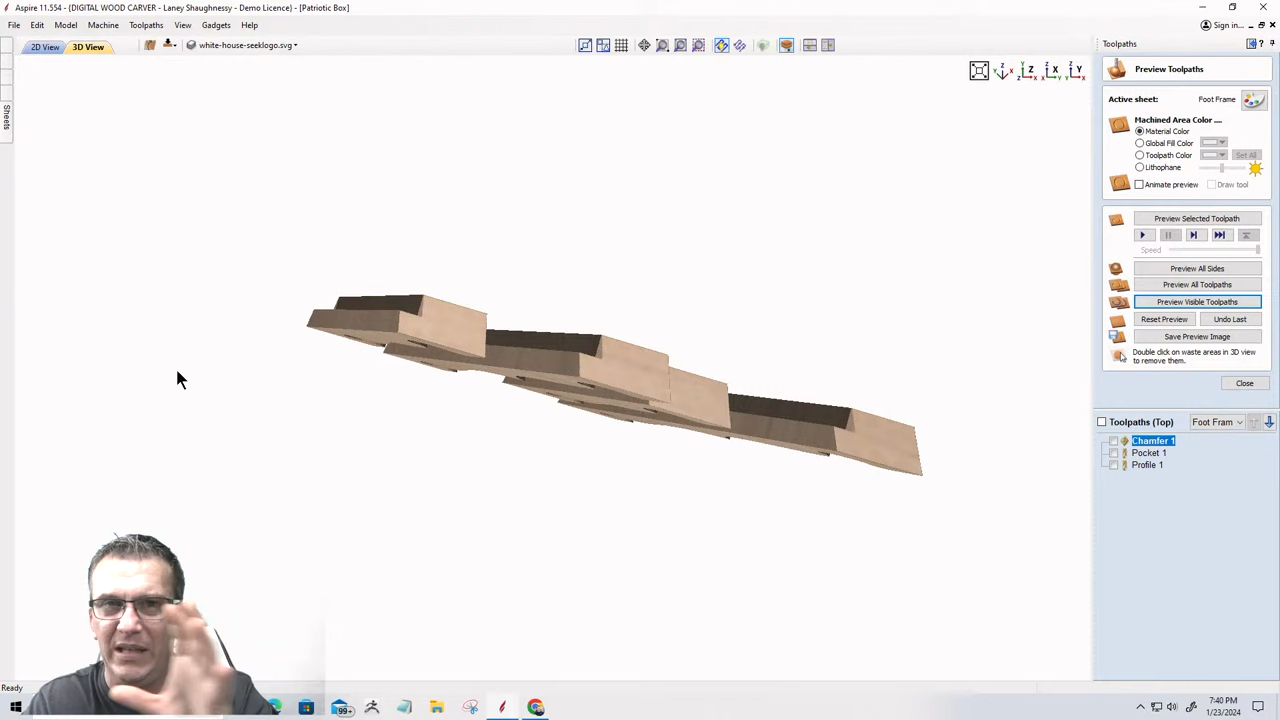 Aspire 11.554 - (DIGITAL WOOD CARVER - Laney Shaughnessy - Demo Licence) - [Patriotic Box]
File Edit Model Machine Toolpaths View Gadgets Help
Sign in...
2D View 3D View white-house-seeklogo.svg
Sheets
Z X Y
Toolpaths
Preview Toolpaths
Active sheet: Foot Frame
Machined Area Color ....
Material Color
Global Fill Color
Toolpath Color Set All
Lithophane
Animate preview Draw tool
Preview Selected Toolpath
Speed
Preview All Sides
Preview All Toolpaths
Preview Visible Toolpaths
Reset Preview Undo Last
Save Preview Image
Double click on waste areas in 3D view
to remove them.
Close
Toolpaths (Top) Foot Fram
Chamfer 1
Pocket 1
Profile 1
Ready
99+
7:40 PM
1/23/2024